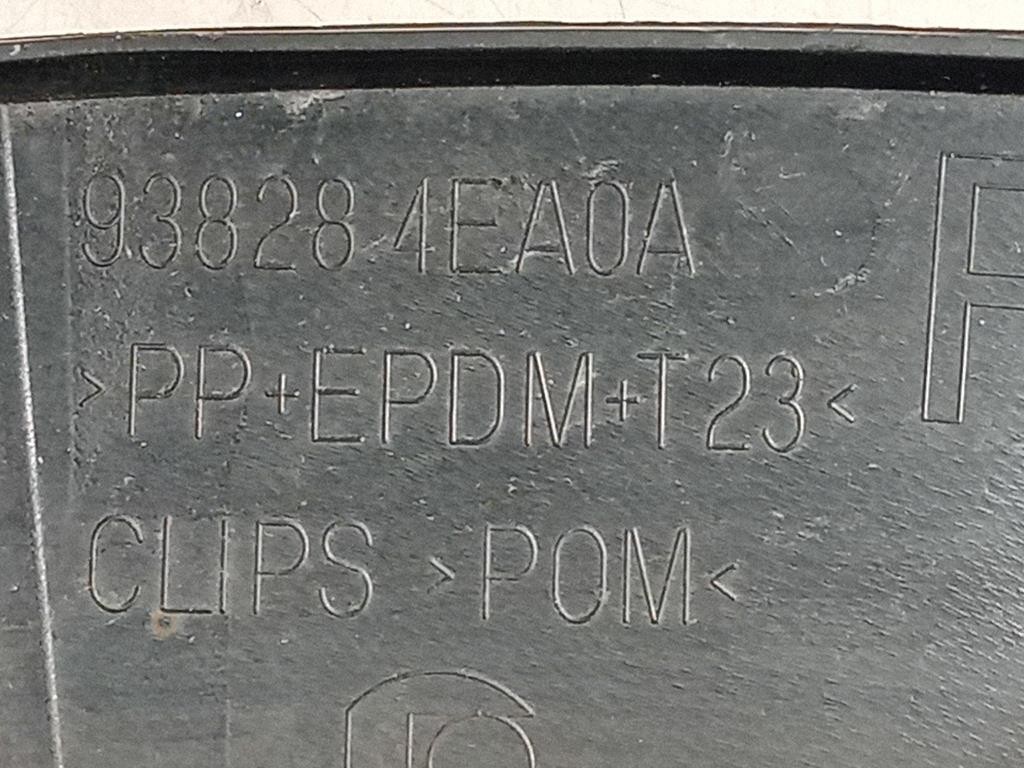 93828 4EA0A
>PP+EPDM+T23<
CLIPS >POM<